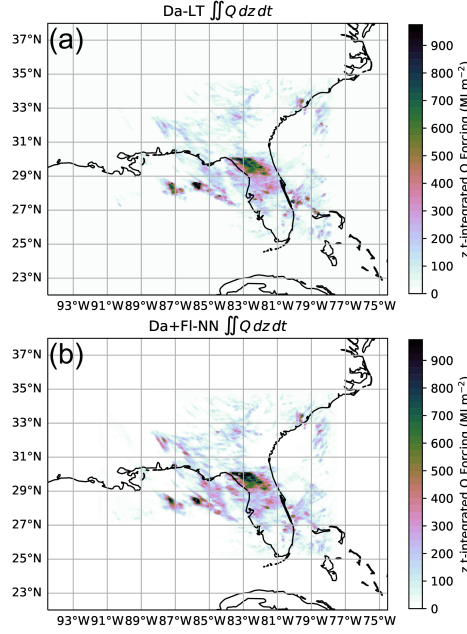 Da-LT ∬Q dz dt
(a)
37°N
35°N
33°N
31°N
29°N
27°N
25°N
23°N
93°W91°W89°W87°W85°W83°W81°W79°W77°W75°W
900
800
700
600
500
400
300
200
100
0
z t-integrated Q Forcing (MJ m⁻²)
Da+Fl-NN ∬Q dz dt
(b)
37°N
35°N
33°N
31°N
29°N
27°N
25°N
23°N
93°W91°W89°W87°W85°W83°W81°W79°W77°W75°W
900
800
700
600
500
400
300
200
100
0
z t-integrated Q Forcing (MJ m⁻²)